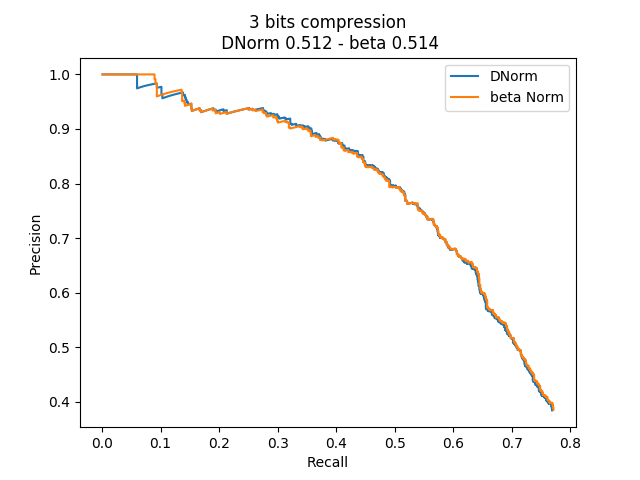 3 bits compression
DNorm 0.512 - beta 0.514
DNorm
beta Norm
1.0
0.9
0.8
0.7
0.6
0.5
0.4
Precision
0.0 0.1 0.2 0.3 0.4 0.5 0.6 0.7 0.8
Recall